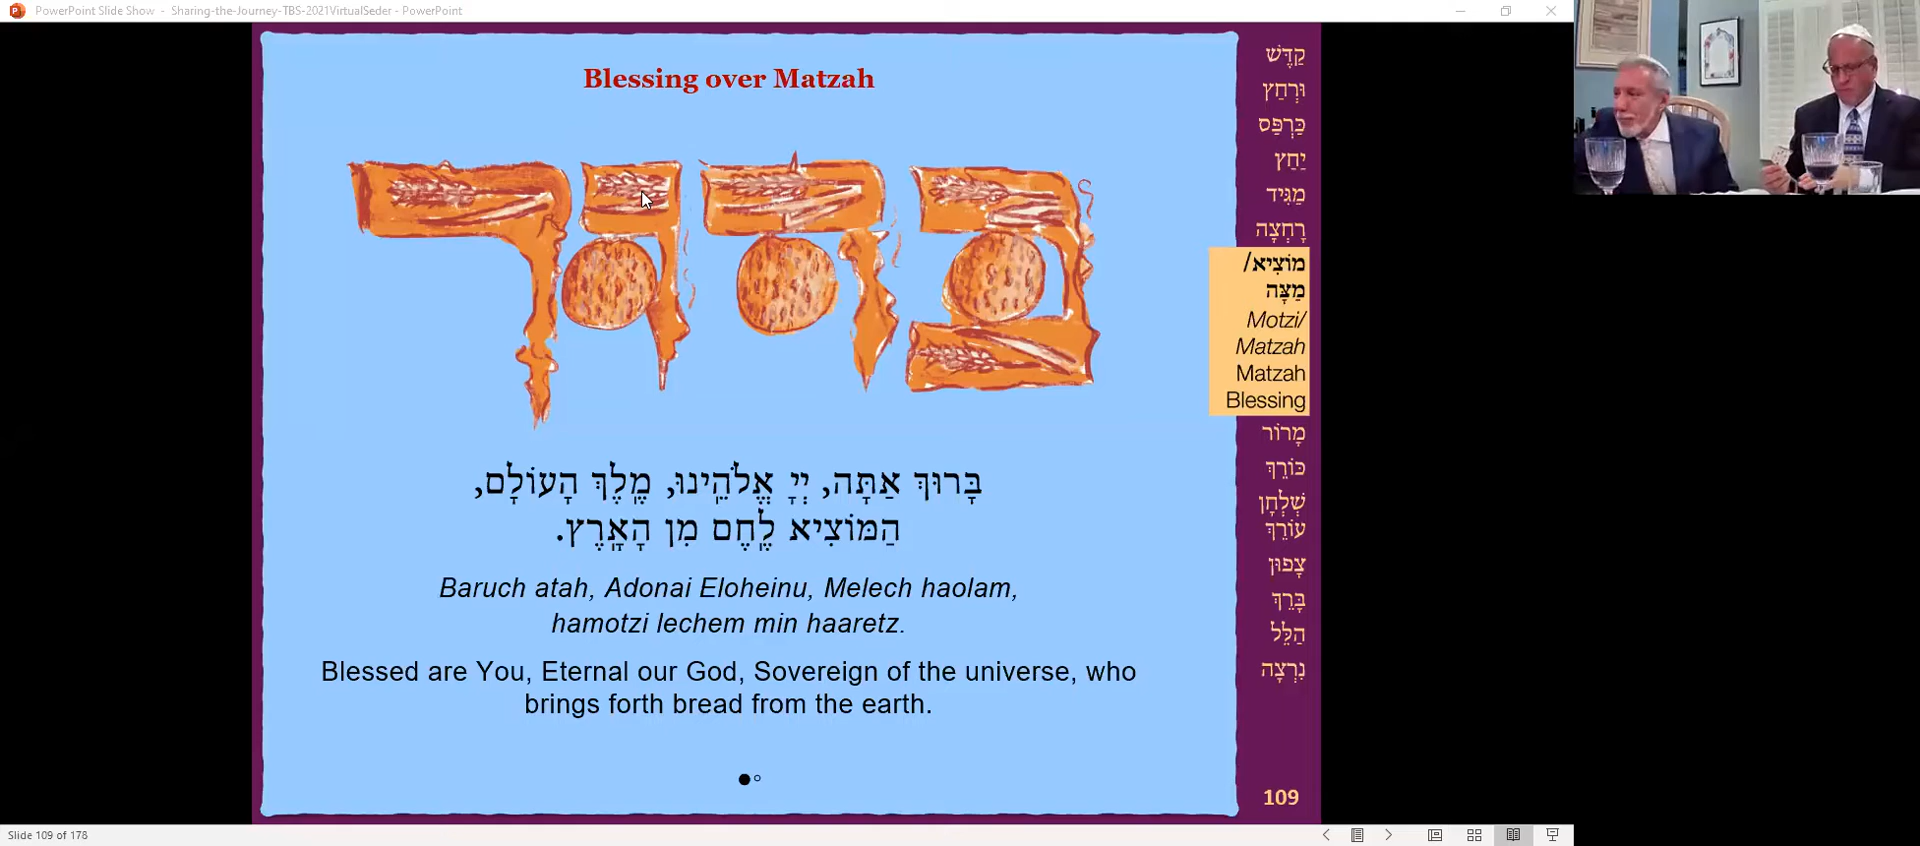 PowerPoint Slide Show - Sharing-the-Journey-TBS-2021VirtualSeder - PowerPoint
Blessing over Matzah
ברוך
בָּרוּךְ אַתָּה, יְיָ אֱלֹהֵֽינוּ, מֶֽלֶךְ הָעוֹלָם,
הַמּוֹצִיא לֶֽחֶם מִן הָאָֽרֶץ.
Baruch atah, Adonai Eloheinu, Melech haolam,
hamotzi lechem min haaretz.
Blessed are You, Eternal our God, Sovereign of the universe, who
brings forth bread from the earth.
קַדֶּשׁ
וּרְחַץ
כַּרְפַּס
יַחַץ
מַגִּיד
רָחְצָה
מוֹצִיא/
מַצָּה
Motzi/
Matzah
Matzah
Blessing
מָרוֹר
כּוֹרֵךְ
שֻׁלְחָן
עוֹרֵךְ
צָפוּן
בָּרֵךְ
הַלֵּל
נִרְצָה
109
Slide 109 of 178